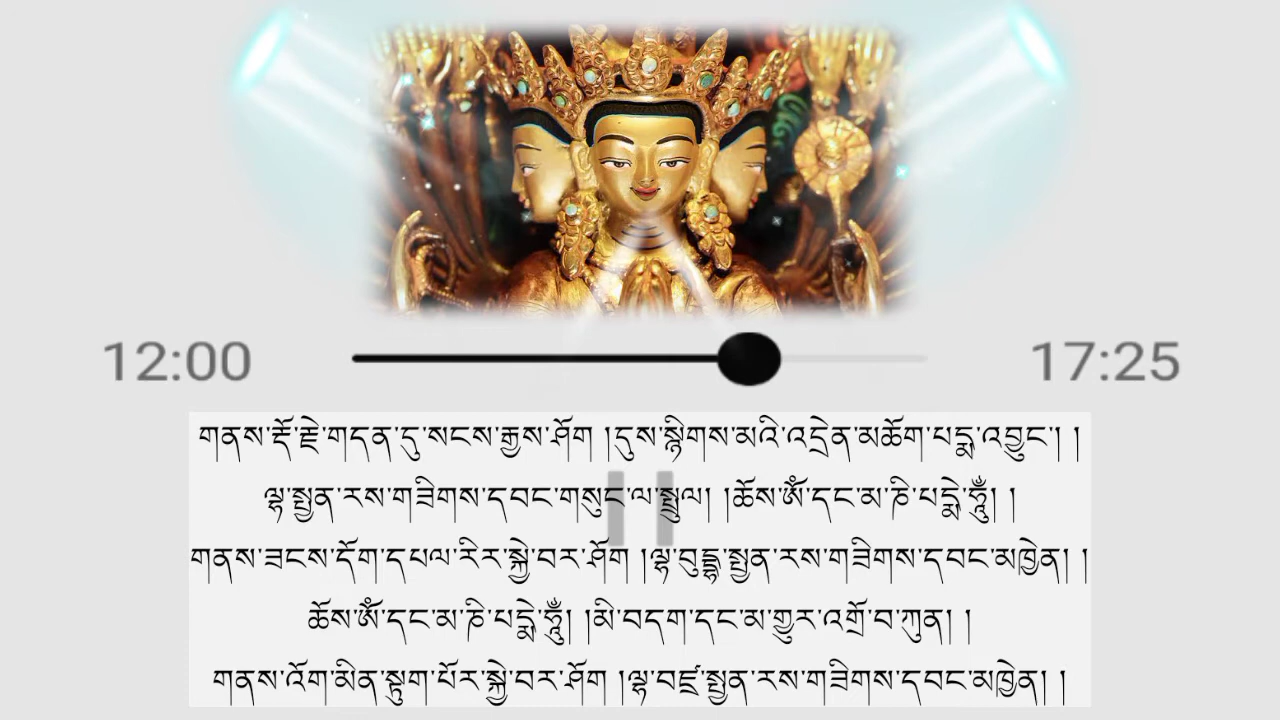 12:00
17:25
གནས་རྡོ་རྗེ་གདན་དུ་སངས་རྒྱས་ཤོག །དུས་སྙིགས་མའི་འདྲེན་མཆོག་པདྨ་འབྱུང་། །
ལྷ་སྤྱན་རས་གཟིགས་དབང་གསུང་ལ་སྤྲུལ། །ཆོས་ཨོཾ་དང་མ་ཎི་པདྨེ་ཧཱུྃ། །
གནས་ཟངས་དོག་དཔལ་རིར་སྐྱེ་བར་ཤོག །ལྷ་བུདྡྷ་སྤྱན་རས་གཟིགས་དབང་མཁྱེན། །
ཆོས་ཨོཾ་དང་མ་ཎི་པདྨེ་ཧཱུྃ། །མི་བདག་དང་མ་གྱུར་འགྲོ་བ་ཀུན། །
གནས་འོག་མིན་སྟུག་པོར་སྐྱེ་བར་ཤོག །ལྷ་བཛྲ་སྤྱན་རས་གཟིགས་དབང་མཁྱེན། །